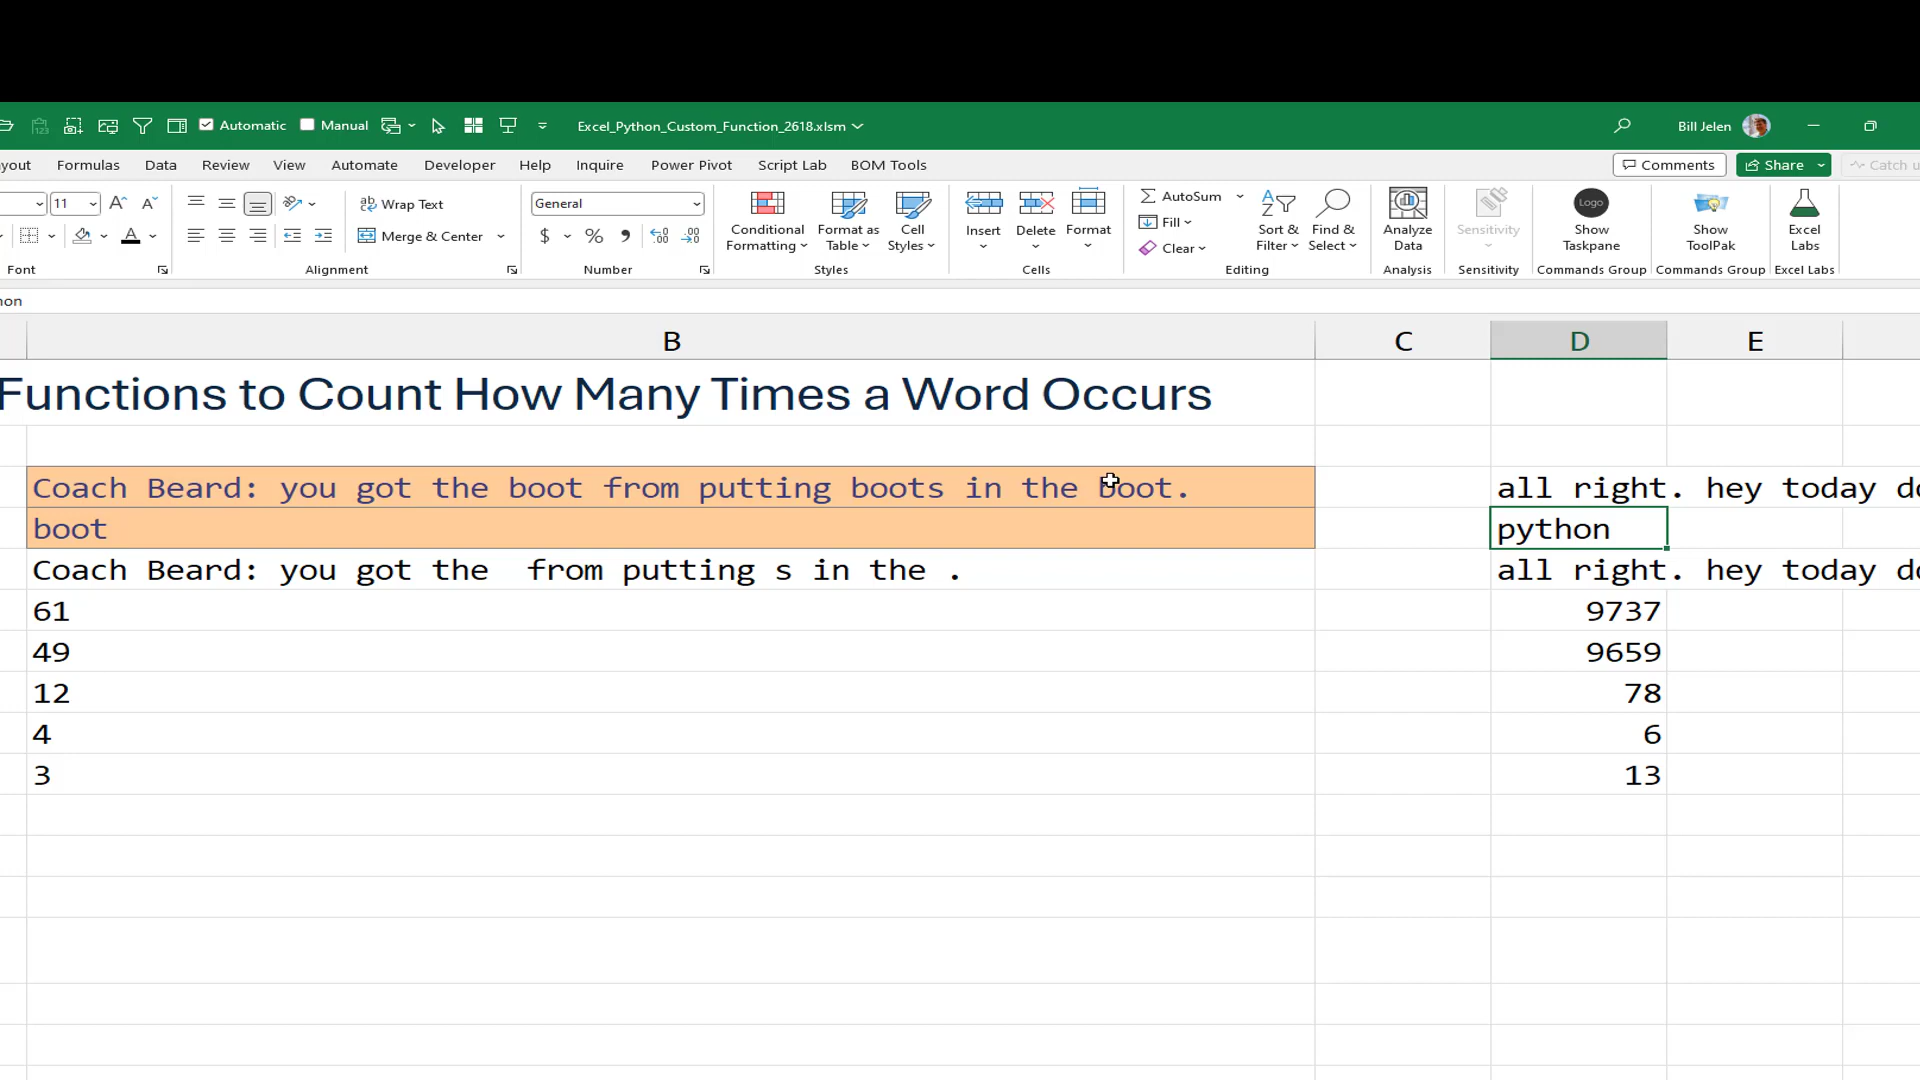 Automatic Manual Excel_Python_Custom_Function_2618.xlsm Bill Jelen
yout Formulas Data Review View Automate Developer Help Inquire Power Pivot Script Lab BOM Tools Comments Share Catch u
11 A A ab Wrap Text General AutoSum
Merge & Center $ % , Conditional Formatting Format as Table Cell Styles Insert Delete Format Fill Clear Sort & Filter Find & Select Analyze Data Sensitivity Logo Show Taskpane Show ToolPak Excel Labs
Font Alignment Number Styles Cells Editing Analysis Sensitivity Commands Group Commands Group Excel Labs
hon
B C D E
Functions to Count How Many Times a Word Occurs
Coach Beard: you got the boot from putting boots in the boot. all right. hey today do
boot python
Coach Beard: you got the  from putting s in the . all right. hey today do
61 9737
49 9659
12 78
4 6
3 13